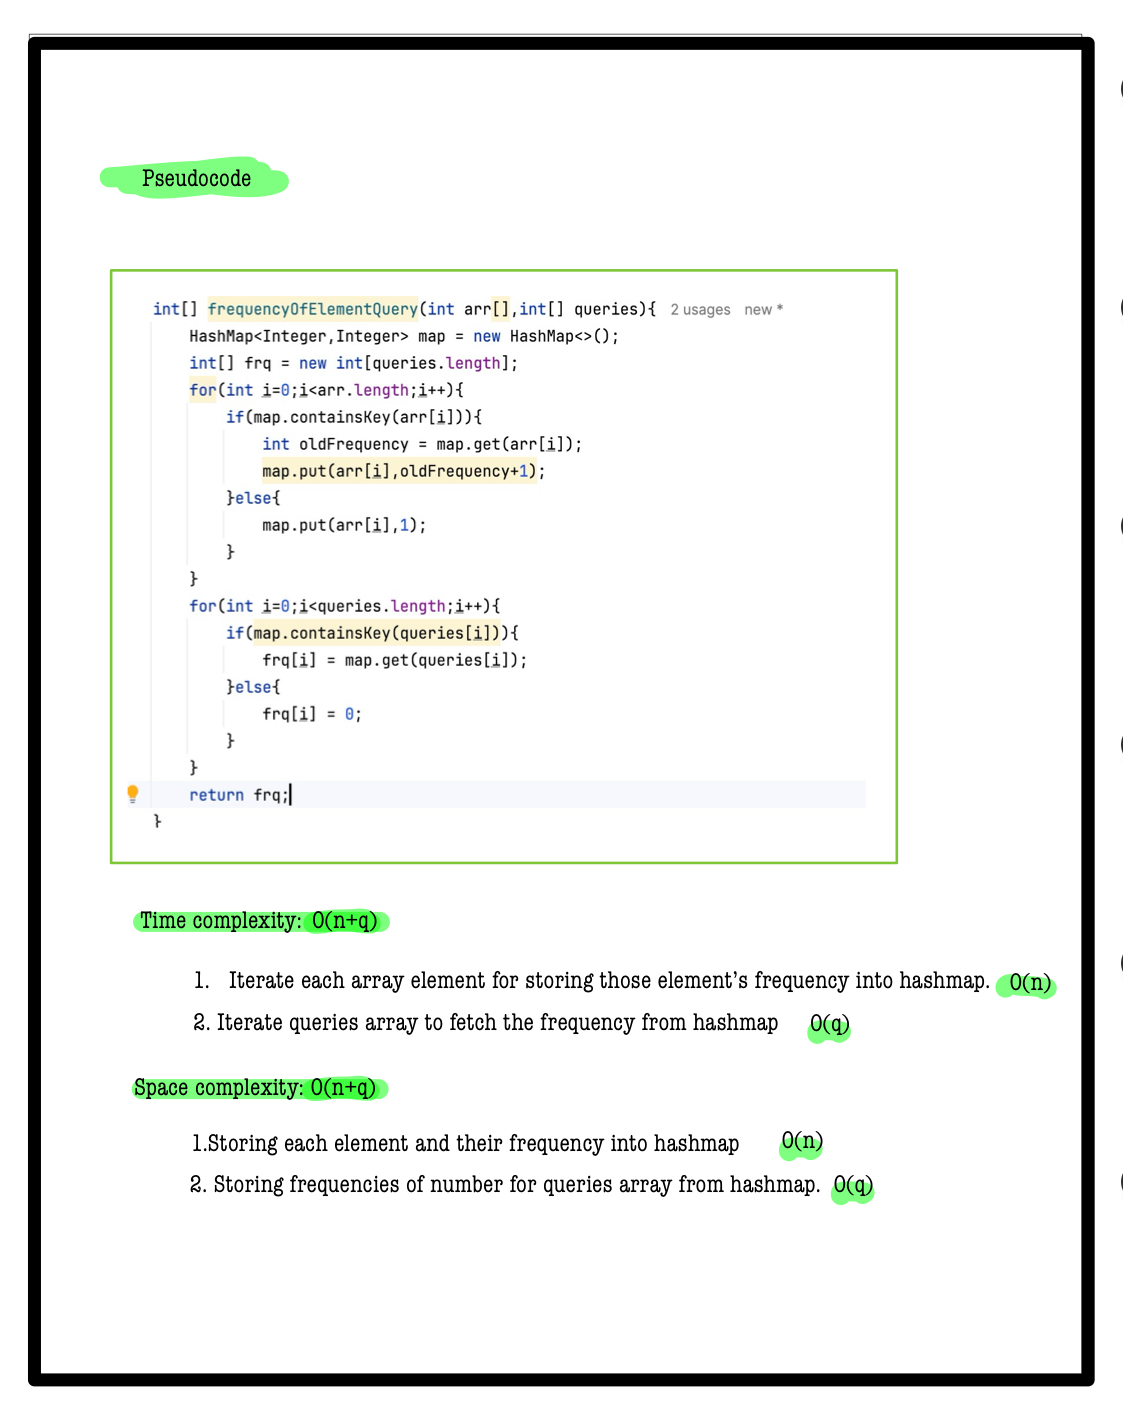 Pseudocode
int[] frequencyOfElementQuery(int arr[],int[] queries){ 2 usages new *
HashMap<Integer,Integer> map = new HashMap<>();
int[] frq = new int[queries.length];
for(int i=0;i<arr.length;i++){
if(map.containsKey(arr[i])){
int oldFrequency = map.get(arr[i]);
map.put(arr[i],oldFrequency+1);
}else{
map.put(arr[i],1);
}
}
for(int i=0;i<queries.length;i++){
if(map.containsKey(queries[i])){
frq[i] = map.get(queries[i]);
}else{
frq[i] = 0;
}
}
return frq;
}
Time complexity: O(n+q)
1. Iterate each array element for storing those element's frequency into hashmap. O(n)
2. Iterate queries array to fetch the frequency from hashmap O(q)
Space complexity: O(n+q)
1.Storing each element and their frequency into hashmap O(n)
2. Storing frequencies of number for queries array from hashmap. O(q)